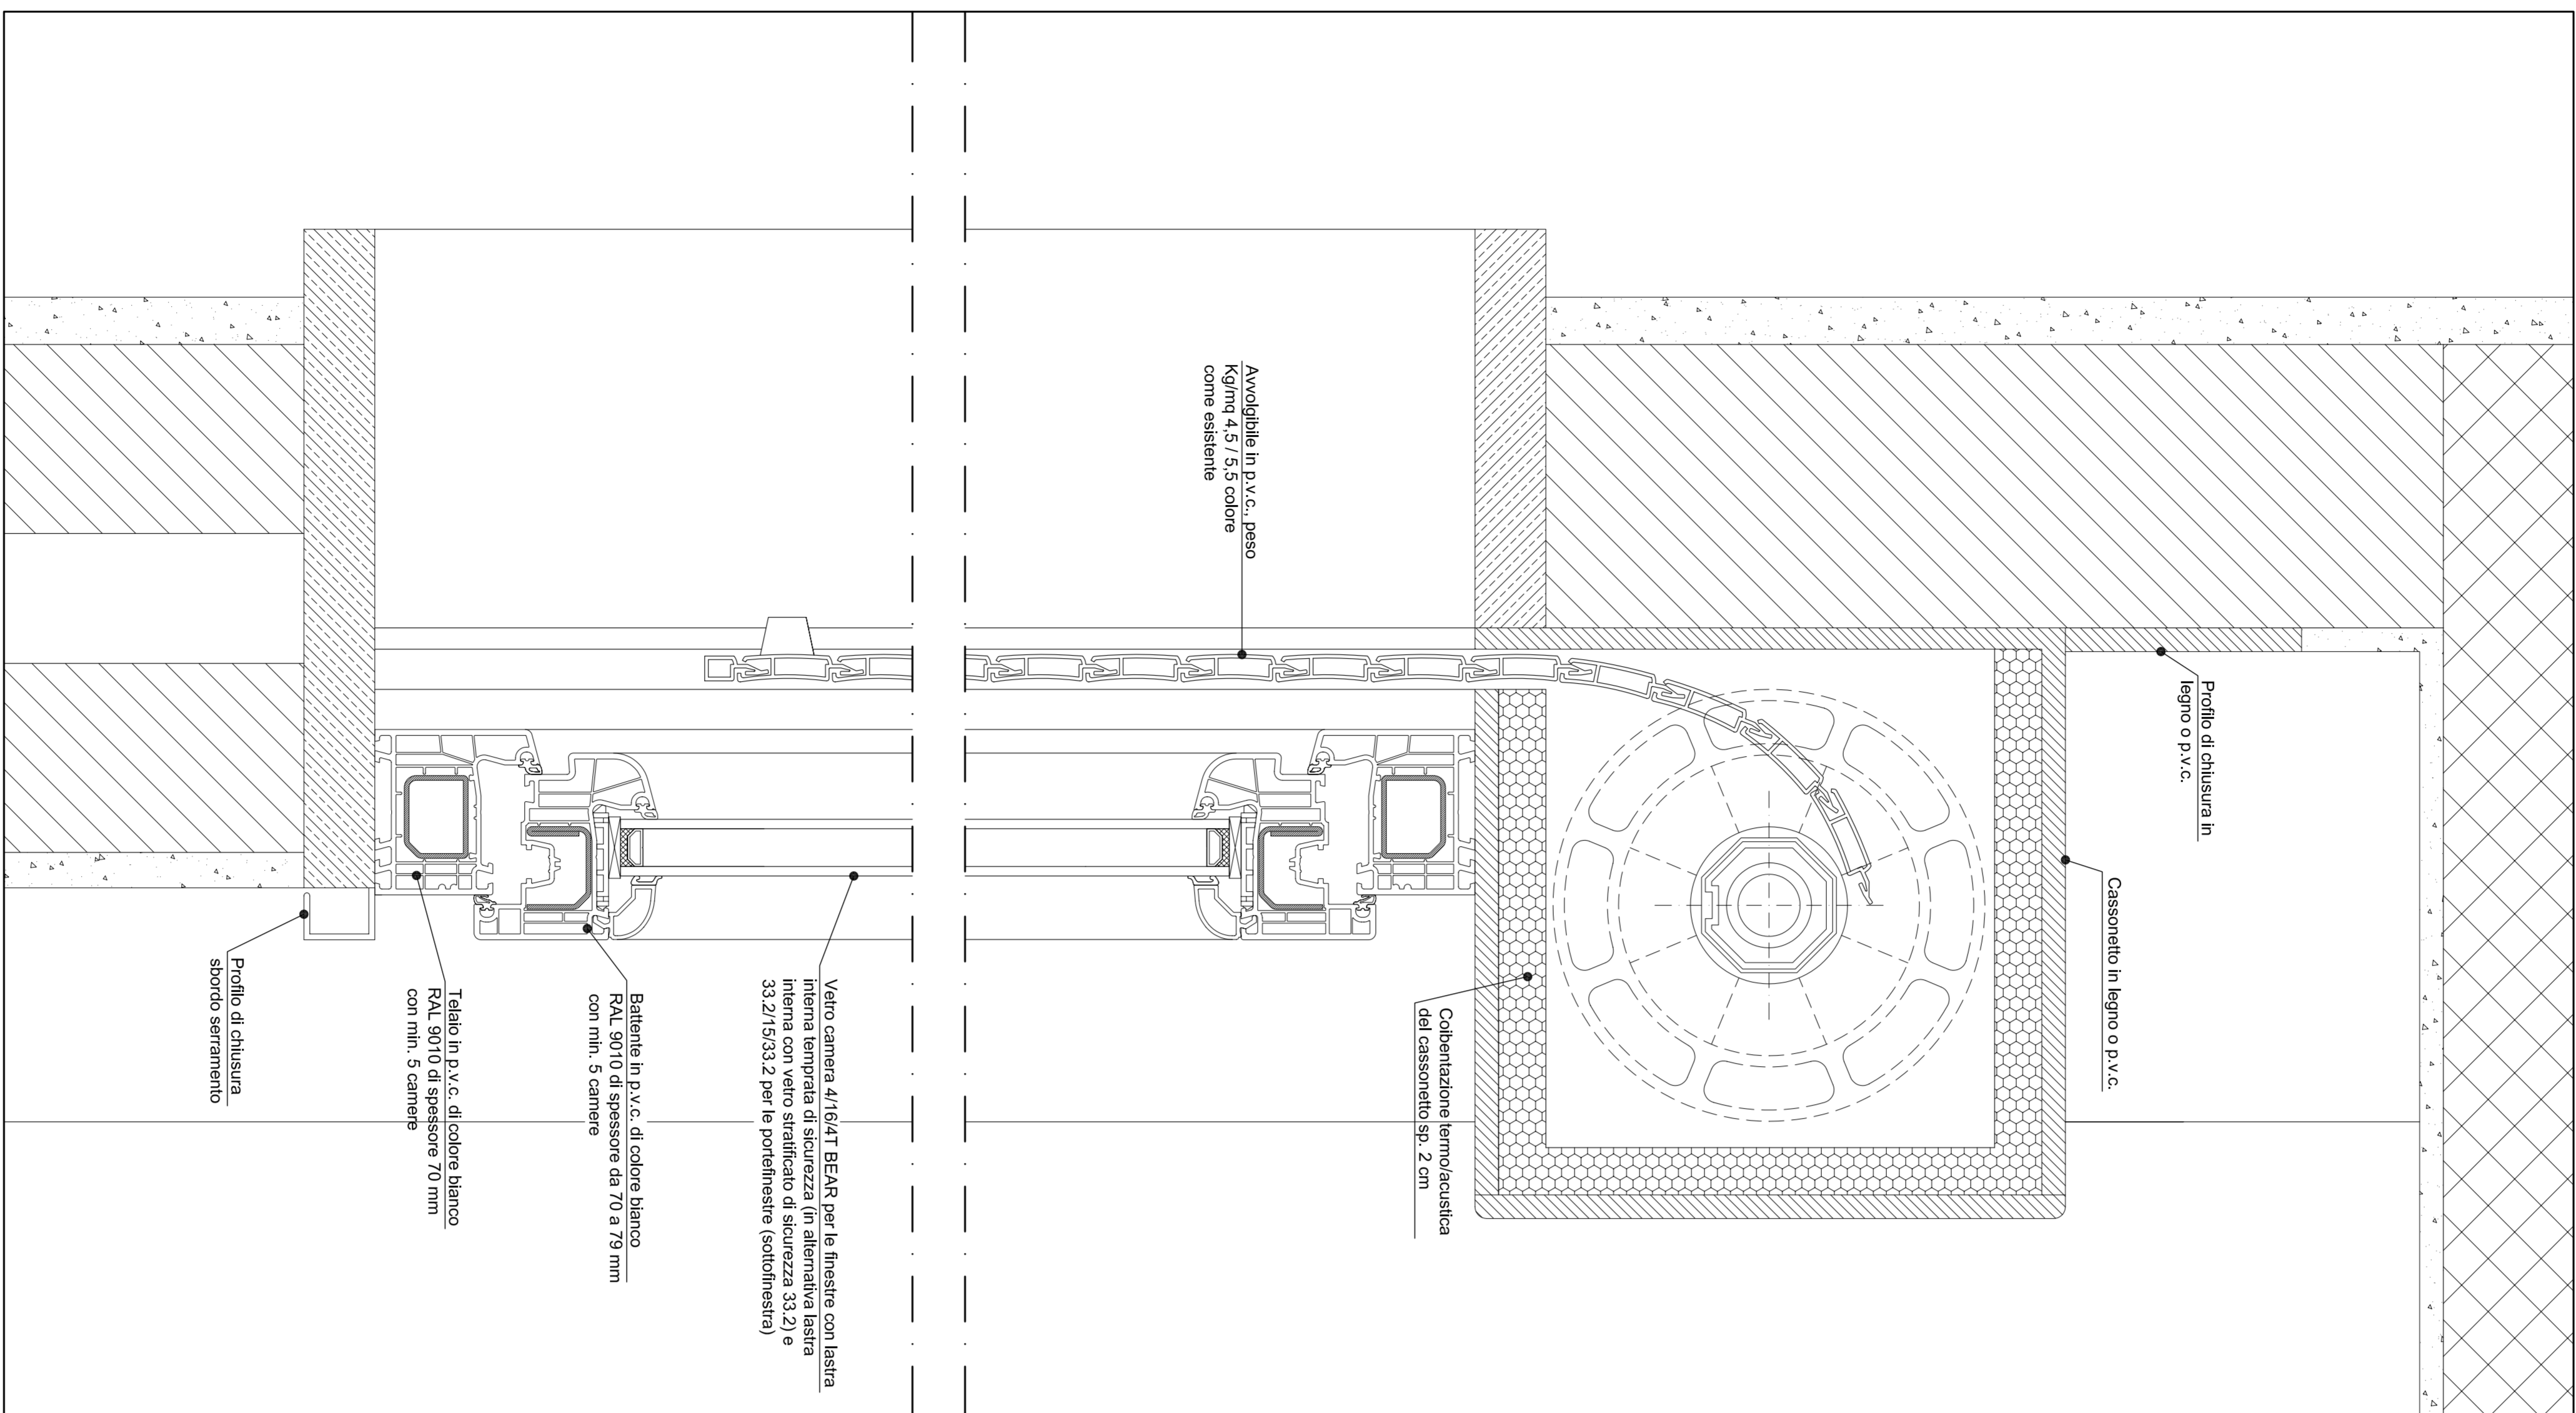 Profilo di chiusura in
legno o p.v.c.
Cassonetto in legno o p.v.c.
Coibentazione termo/acustica
del cassonetto sp. 2 cm
Avvolgibile in p.v.c., peso
Kg/mq 4,5 / 5,5 colore
come esistente
Vetro camera 4/16/4T BEAR per le finestre con lastra
interna temprata di sicurezza (in alternativa lastra
interna con vetro stratificato di sicurezza 33.2) e
33.2/15/33.2 per le portefinestre (sottofinestra)
Battente in p.v.c. di colore bianco
RAL 9010 di spessore da 70 a 79 mm
con min. 5 camere
Telaio in p.v.c. di colore bianco
RAL 9010 di spessore 70 mm
con min. 5 camere
Profilo di chiusura
sbordo serramento